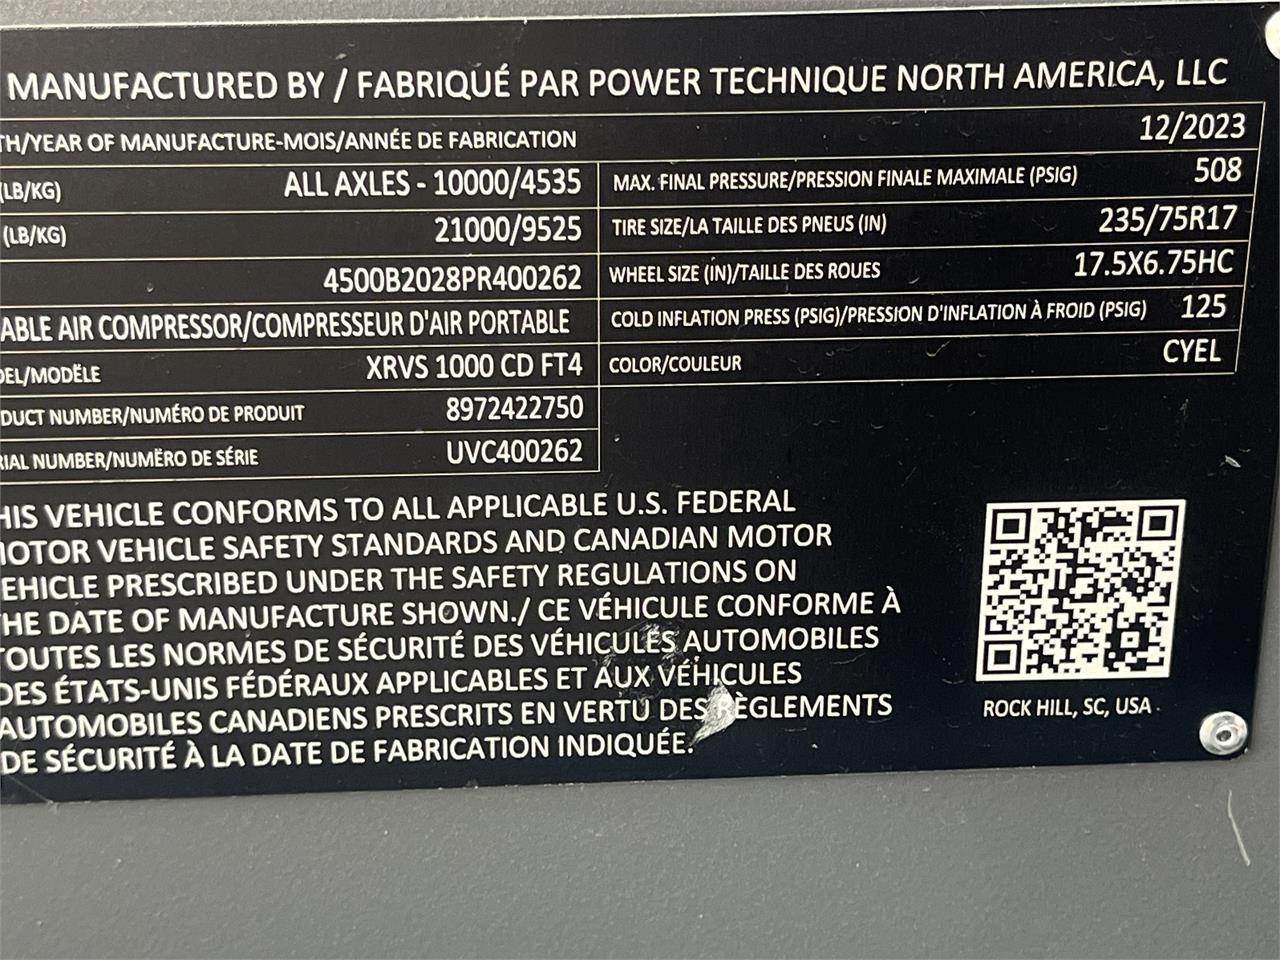 MANUFACTURED BY / FABRIQUÉ PAR POWER TECHNIQUE NORTH AMERICA, LLC
TH/YEAR OF MANUFACTURE-MOIS/ANNÉE DE FABRICATION 12/2023
(LB/KG) ALL AXLES - 10000/4535 MAX. FINAL PRESSURE/PRESSION FINALE MAXIMALE (PSIG) 508
(LB/KG) 21000/9525 TIRE SIZE/LA TAILLE DES PNEUS (IN) 235/75R17
4500B2028PR400262 WHEEL SIZE (IN)/TAILLE DES ROUES 17.5X6.75HC
ABLE AIR COMPRESSOR/COMPRESSEUR D'AIR PORTABLE COLD INFLATION PRESS (PSIG)/PRESSION D'INFLATION À FROID (PSIG) 125
DEL/MODËLE XRVS 1000 CD FT4 COLOR/COULEUR CYEL
DUCT NUMBER/NUMÉRO DE PRODUIT 8972422750
RIAL NUMBER/NUMËRO DE SÉRIE UVC400262
HIS VEHICLE CONFORMS TO ALL APPLICABLE U.S. FEDERAL
MOTOR VEHICLE SAFETY STANDARDS AND CANADIAN MOTOR
EHICLE PRESCRIBED UNDER THE SAFETY REGULATIONS ON
THE DATE OF MANUFACTURE SHOWN./ CE VÉHICULE CONFORME À
TOUTES LES NORMES DE SÉCURITÉ DES VÉHICULES AUTOMOBILES
DES ÉTATS-UNIS FÉDÉRAUX APPLICABLES ET AUX VÉHICULES
AUTOMOBILES CANADIENS PRESCRITS EN VERTU DES RÈGLEMENTS
DE SÉCURITÉ À LA DATE DE FABRICATION INDIQUÉE.
ROCK HILL, SC, USA